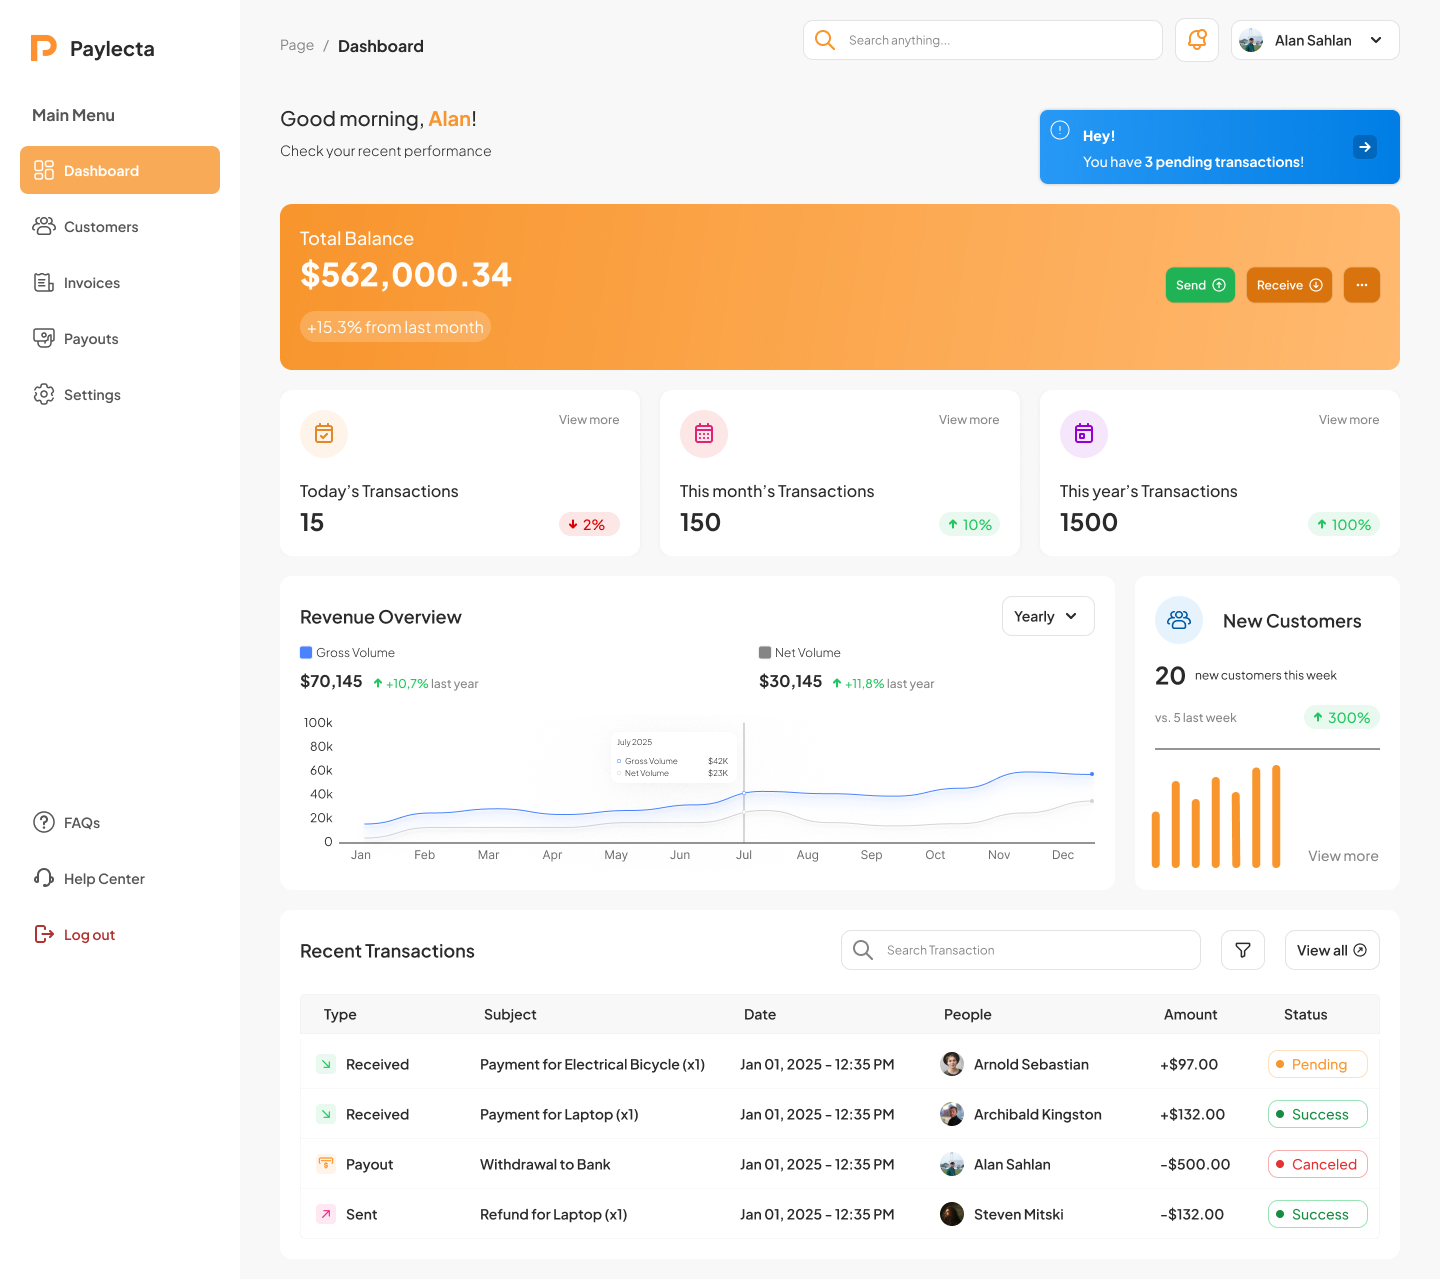 Paylecta
Main Menu
Dashboard
Customers
Invoices
Payouts
Settings
FAQs
Help Center
Log out
Page / Dashboard
Search anything...
Alan Sahlan
Good morning, Alan!
Check your recent performance
Hey!
You have 3 pending transactions!
Total Balance
$562,000.34
+15.3% from last month
Send
Receive
...
View more
Today's Transactions
15
2%
View more
This month's Transactions
150
10%
View more
This year's Transactions
1500
100%
Revenue Overview
Yearly
Gross Volume
$70,145 +10,7% last year
Net Volume
$30,145 +11,8% last year
100k
80k
60k
40k
20k
0
July 2025
Gross Volume $42K
Net Volume $23K
Jan Feb Mar Apr May Jun Jul Aug Sep Oct Nov Dec
New Customers
20 new customers this week
vs. 5 last week 300%
View more
Recent Transactions
Search Transaction
View all
Type Subject Date People Amount Status
Received Payment for Electrical Bicycle (x1) Jan 01, 2025 - 12:35 PM Arnold Sebastian +$97.00 Pending
Received Payment for Laptop (x1) Jan 01, 2025 - 12:35 PM Archibald Kingston +$132.00 Success
Payout Withdrawal to Bank Jan 01, 2025 - 12:35 PM Alan Sahlan -$500.00 Canceled
Sent Refund for Laptop (x1) Jan 01, 2025 - 12:35 PM Steven Mitski -$132.00 Success